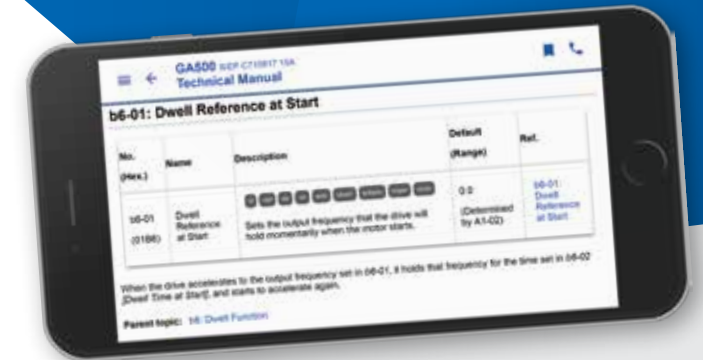 GA500
Technical Manual
b6-01: Dwell Reference at Start
No.
(Hex.)
Name
Description
Default
(Range)
Ref.
b6-01
(01B6)
Dwell
Reference
at Start
Sets the output frequency that the drive will
hold momentarily when the motor starts.
0.0
(Determined
by A1-02)
b6-01:
Dwell
Reference
at Start
When the drive accelerates to the output frequency set in b6-01, it holds that frequency for the time set in b6-02
[Dwell Time at Start], and starts to accelerate again.
Parent topic: b6: Dwell Function